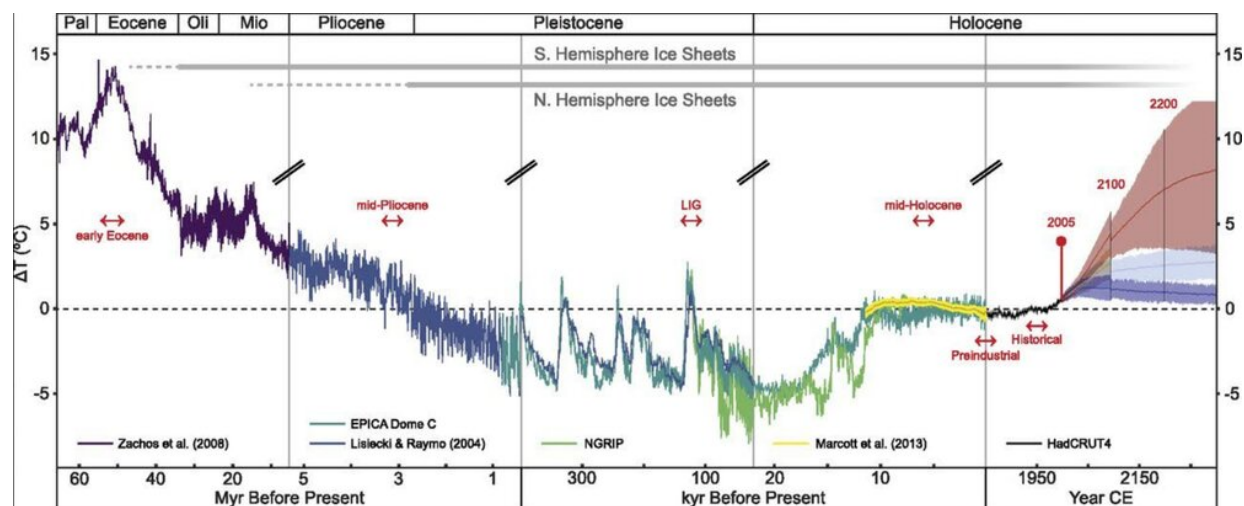 Pal Eocene Oli Mio Pliocene Pleistocene Holocene
S. Hemisphere Ice Sheets
N. Hemisphere Ice Sheets
15 10 5 0 -5
ΔT (ºC)
15 10 5 0 -5
early Eocene
mid-Pliocene
LIG
mid-Holocene
Preindustrial
Historical
2005
2100
2200
Zachos et al. (2008)
EPICA Dome C
Lisiecki & Raymo (2004)
NGRIP
Marcott et al. (2013)
HadCRUT4
60 40 20 5 3 1 300 100 20 10 1950 2150
Myr Before Present kyr Before Present Year CE